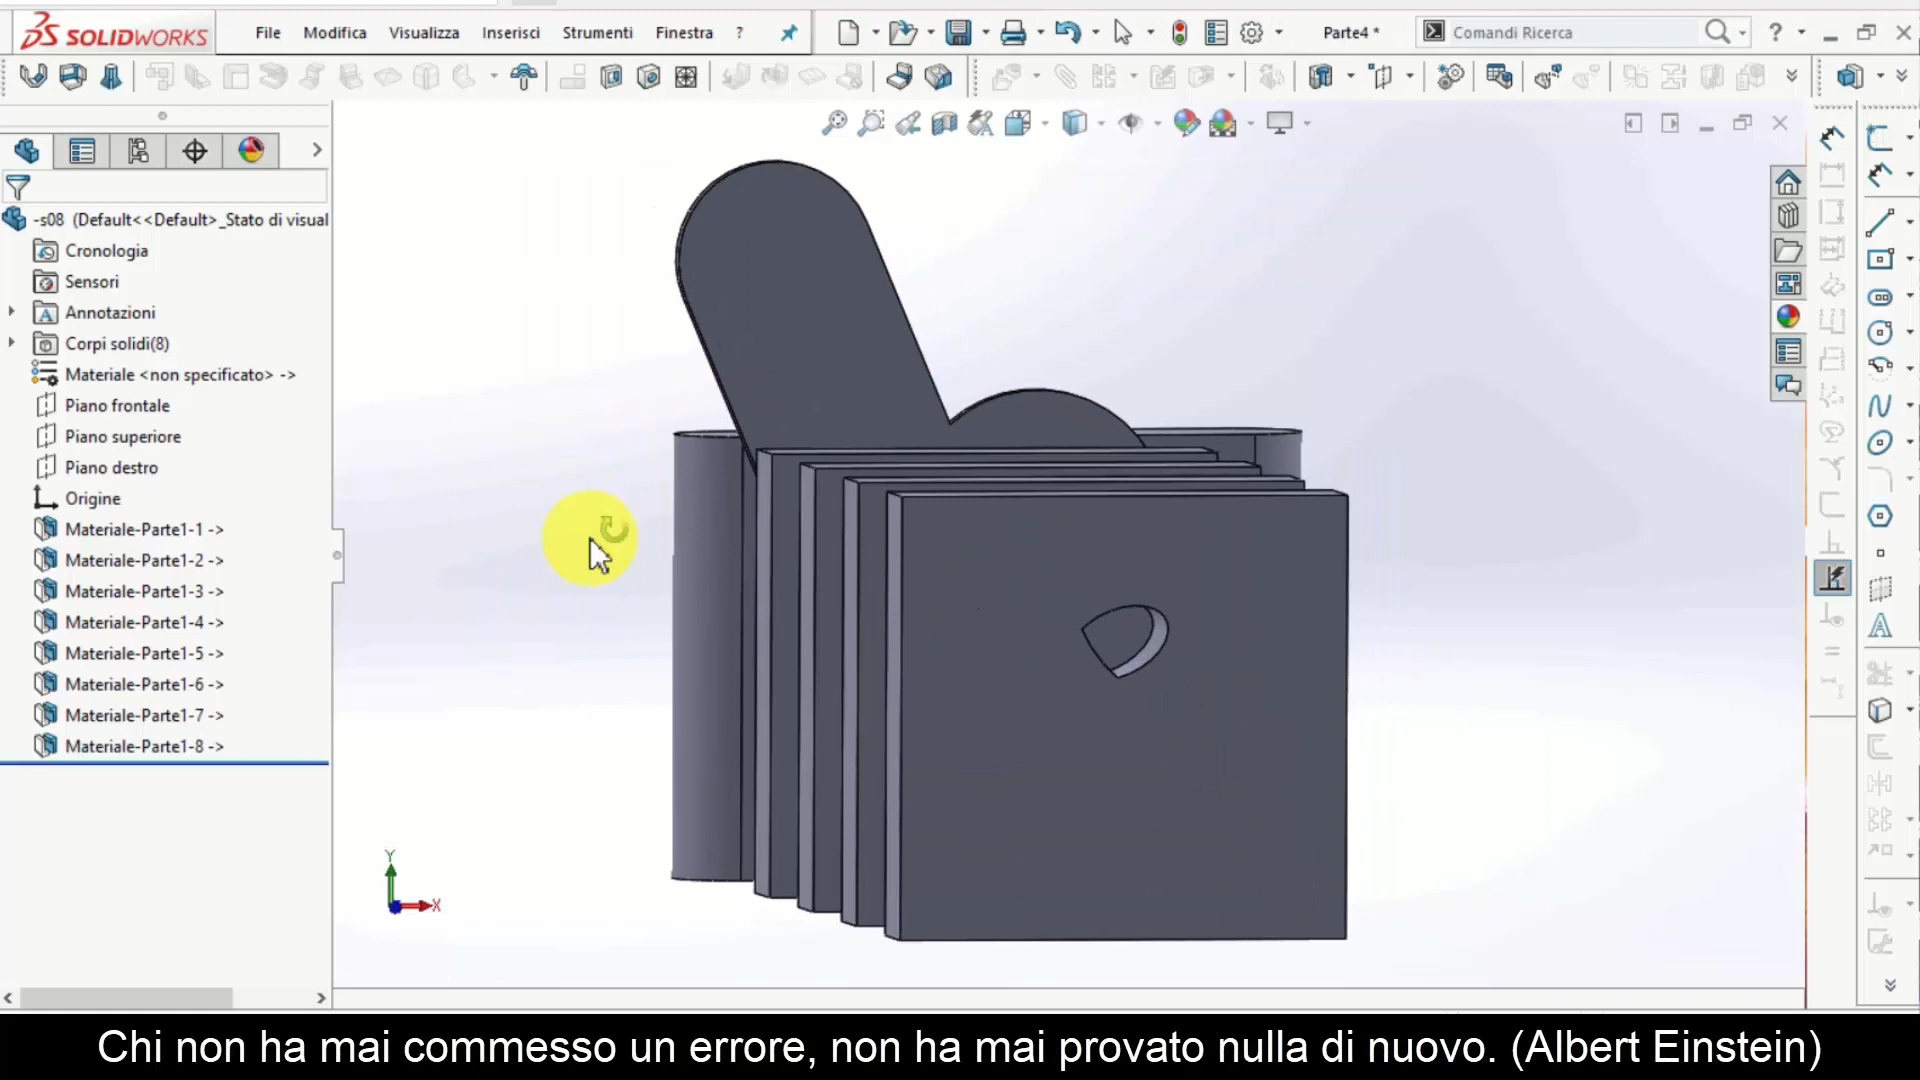 SOLIDWORKS File Modifica Visualizza Inserisci Strumenti Finestra ? Parte4 * Comandi Ricerca ?
-s08 (Default<<Default>_Stato di visual
Cronologia
Sensori
Annotazioni
Corpi solidi(8)
Materiale <non specificato> ->
Piano frontale
Piano superiore
Piano destro
Origine
Materiale-Parte1-1 ->
Materiale-Parte1-2 ->
Materiale-Parte1-3 ->
Materiale-Parte1-4 ->
Materiale-Parte1-5 ->
Materiale-Parte1-6 ->
Materiale-Parte1-7 ->
Materiale-Parte1-8 ->
Y
X
Chi non ha mai commesso un errore, non ha mai provato nulla di nuovo. (Albert Einstein)